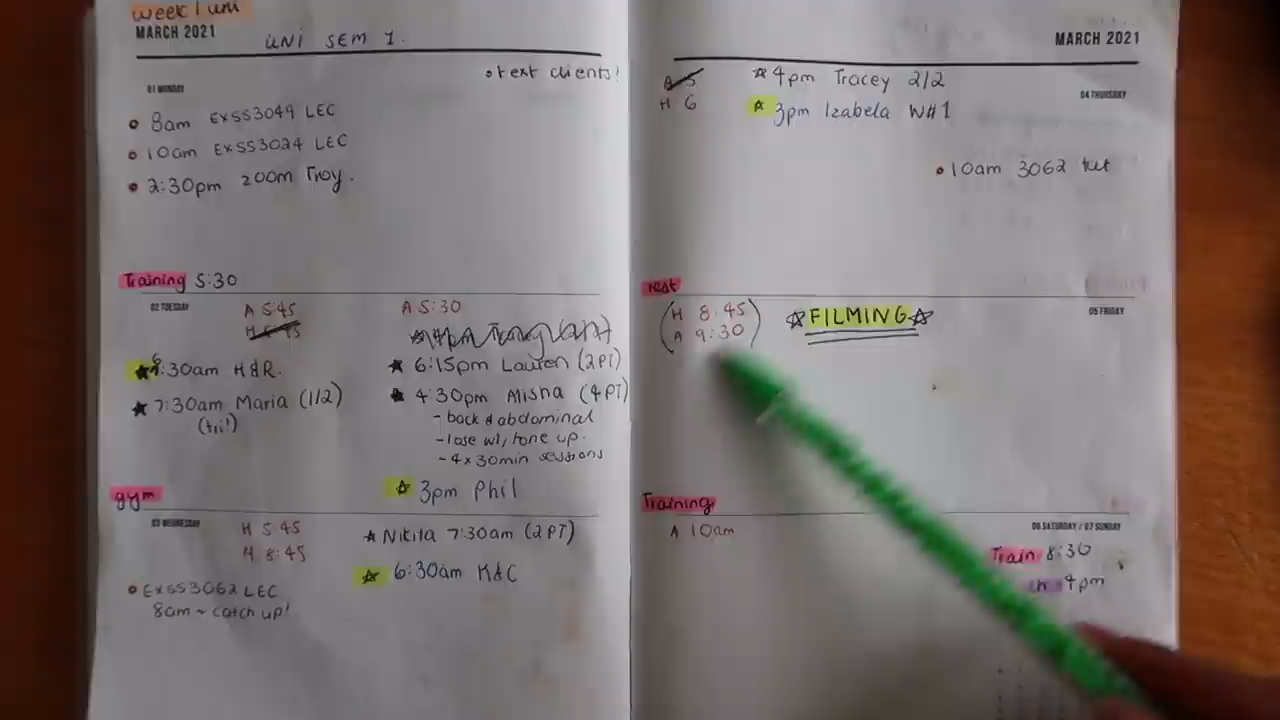 week 1 uni
MARCH 2021
UNI SEM 1.
• text clients!
01 MONDAY
• 8am EXSS3049 LEC
• 10am EXSS3024 LEC
• 2:30pm 200m Troy.
Training 5:30
02 TUESDAY
A 5:45
H
★ :30am H&R.
★ 7:30am Maria (1/2)
(tri!)
A 5:30
★ 6:15pm Lauren (2PT)
★ 4:30pm Misha (4PT)
- back & abdominal
- lose wt, tone up.
- 4 x 30min sessions
☆ 3pm Phil
gym
03 WEDNESDAY
H 5:45
A 8:45
• EXSS3062 LEC
8am ~ catch up!
★ Nikita 7:30am (2PT)
☆ 6:30am K&C
MARCH 2021
A 5
H 6
☆ 4pm Tracey 2/2
☆ 3pm Izabela W#1
04 THURSDAY
• 10am 3062 tut
rest
(H 8:45
A 9:30)
☆FILMING☆
05 FRIDAY
Training
A 10am
06 SATURDAY / 07 SUNDAY
Train 8:30
4pm